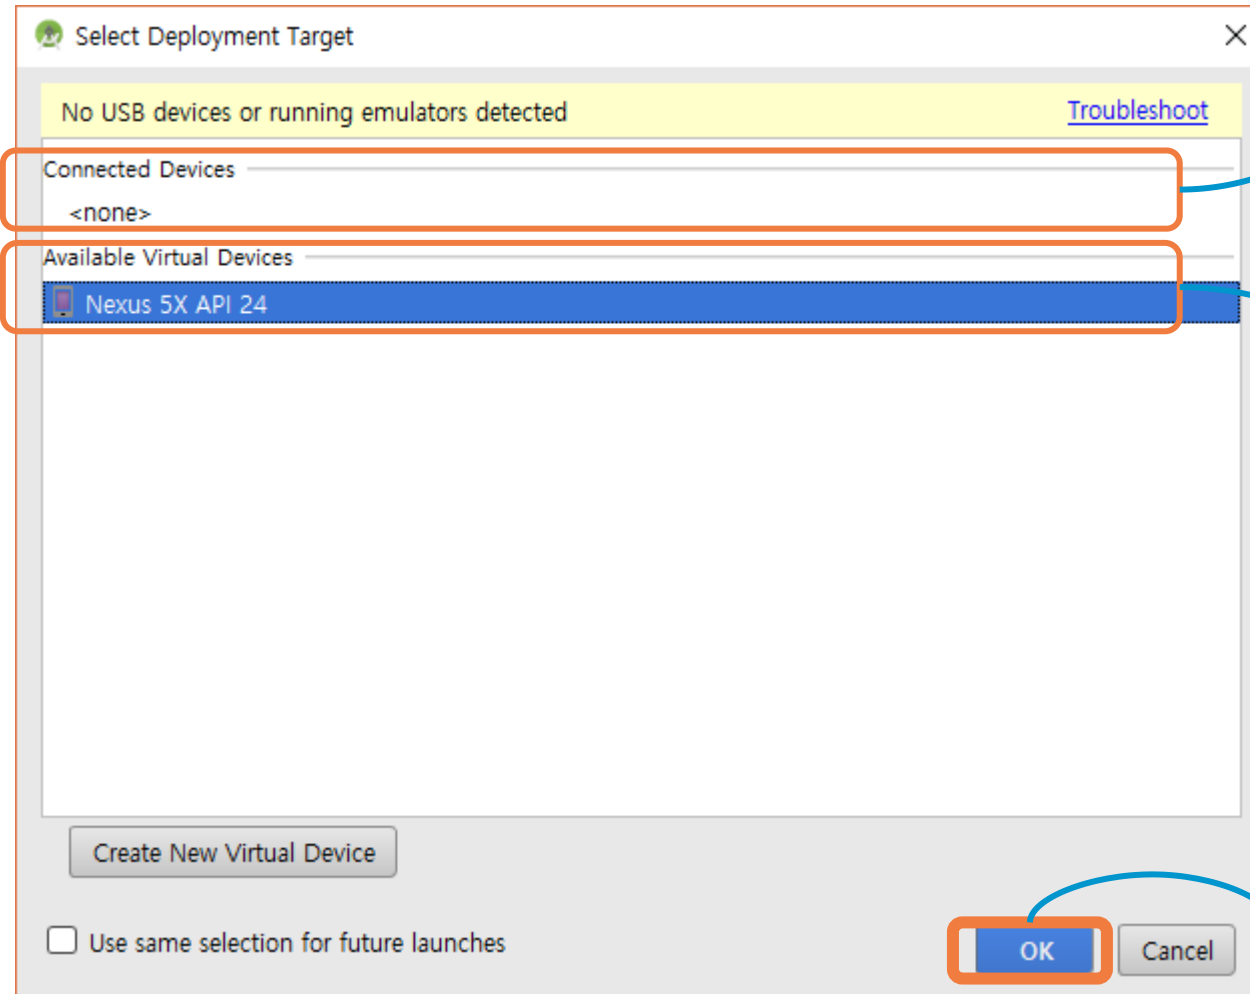 Select Deployment Target
No USB devices or running emulators detected Troubleshoot
Connected Devices
<none>
Available Virtual Devices
Nexus 5X API 24
Create New Virtual Device
Use same selection for future launches
OK Cancel